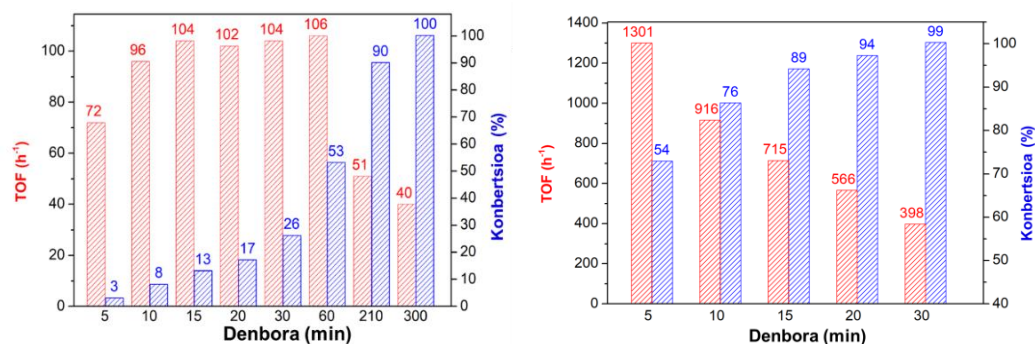 72 96 104 102 104 106 51 40
3 8 13 17 26 53 90 100
TOF (h⁻¹)
0 20 40 60 80 100
Konbertsioa (%)
0 10 20 30 40 50 60 70 80 90 100
5 10 15 20 30 60 210 300
Denbora (min)
1301 916 715 566 398
54 76 89 94 99
TOF (h⁻¹)
0 200 400 600 800 1000 1200 1400
Konbertsioa (%)
40 50 60 70 80 90 100
5 10 15 20 30
Denbora (min)